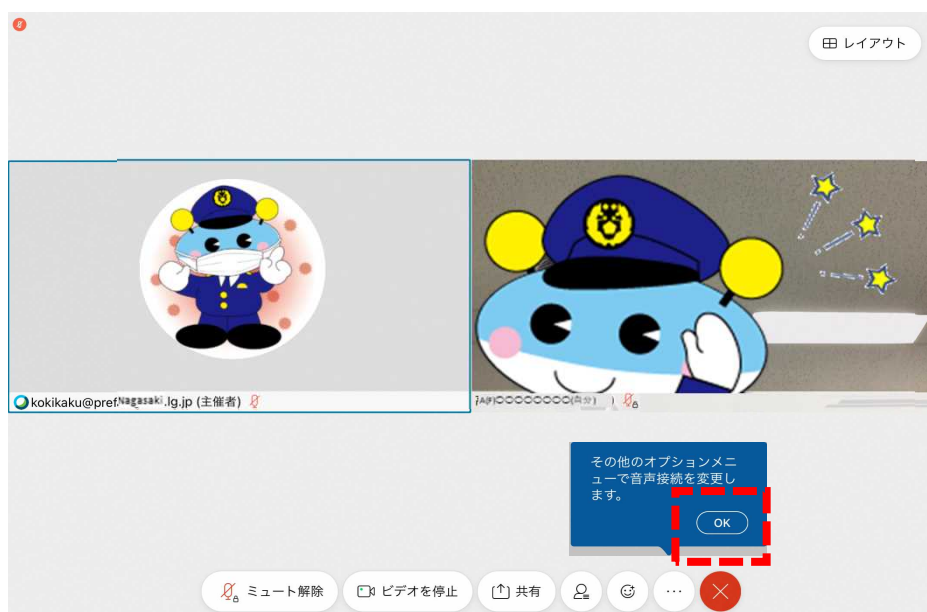 レイアウト
kokikaku@pref.Nagasaki.lg.jp (主催者)
A(F)○○○○○○○○(自分)
その他のオプションメニ
ューで音声接続を変更し
ます。
OK
ミュート解除
ビデオを停止
共有